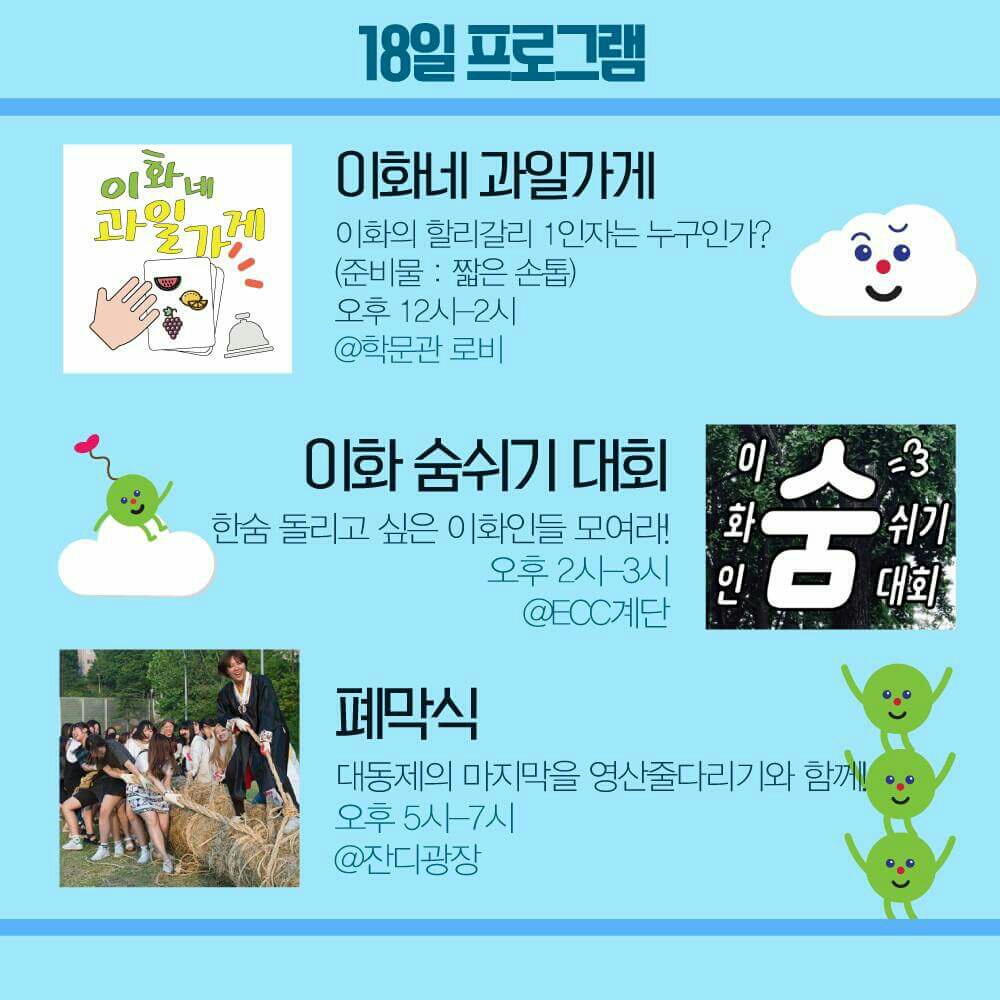 18일 프로그램
이화네
과일가게
이화네 과일가게
이화의 할리갈리 1인자는 누구인가?
(준비물 : 짧은 손톱)
오후 12시-2시
@학문관 로비
이화 숨쉬기 대회
한숨 돌리고 싶은 이화인들 모여라!
오후 2시-3시
@ECC계단
이화인
숨
=3
쉬기
대회
폐막식
대동제의 마지막을 영산줄다리기와 함께!
오후 5시-7시
@잔디광장